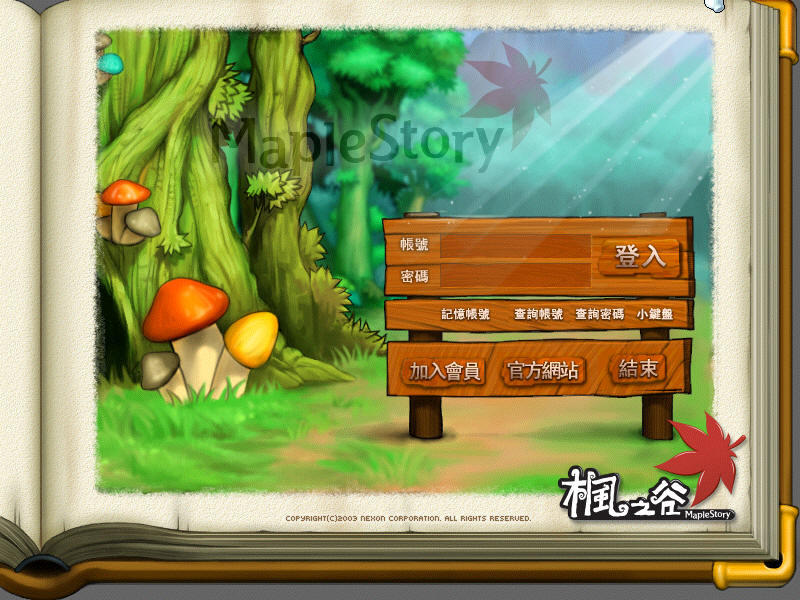 MapleStory
帳號
登入
密碼
記憶帳號 查詢帳號 查詢密碼 小鍵盤
加入會員 官方網站 結束
楓之谷
MapleStory
COPYRIGHT(C)2003 NEXON CORPORATION. ALL RIGHTS RESERVED.